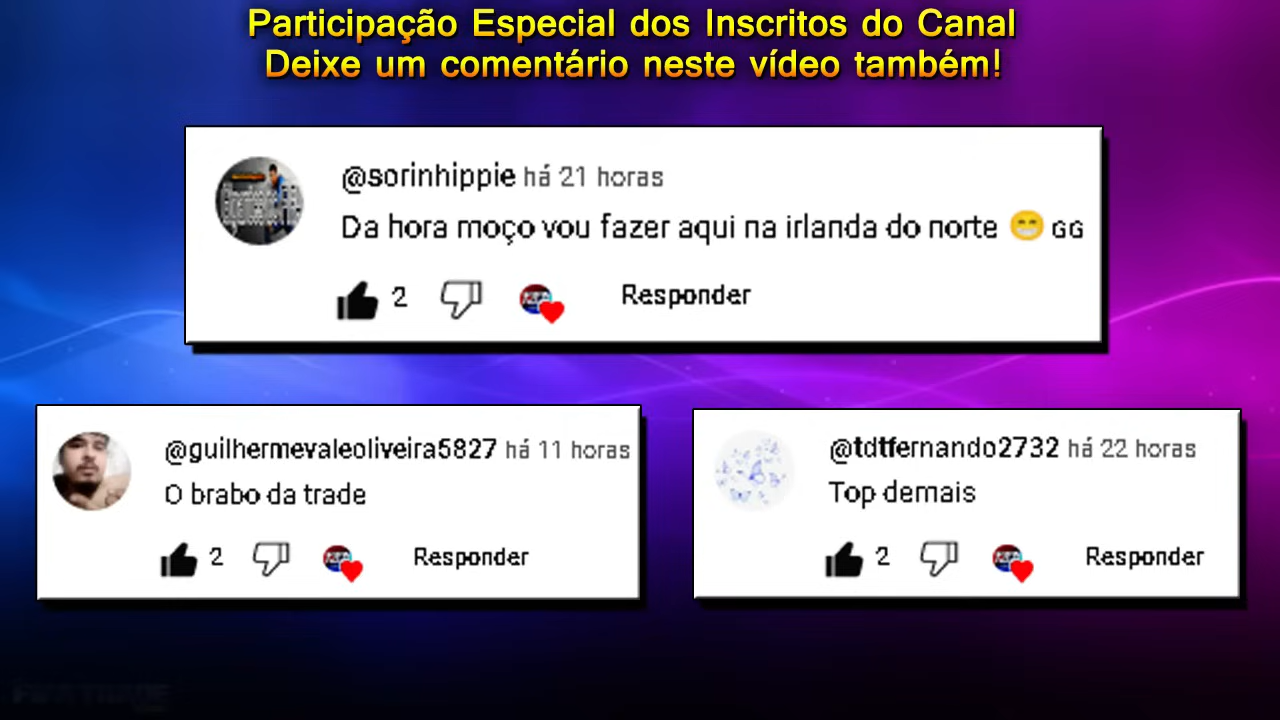 Participação Especial dos Inscritos do Canal
Deixe um comentário neste vídeo também!
@sorinhippie há 21 horas
Da hora moço vou fazer aqui na irlanda do norte 😁 GG
2 Responder
@guilhermevaleoliveira5827 há 11 horas
O brabo da trade
2 Responder
@tdtfernando2732 há 22 horas
Top demais
2 Responder